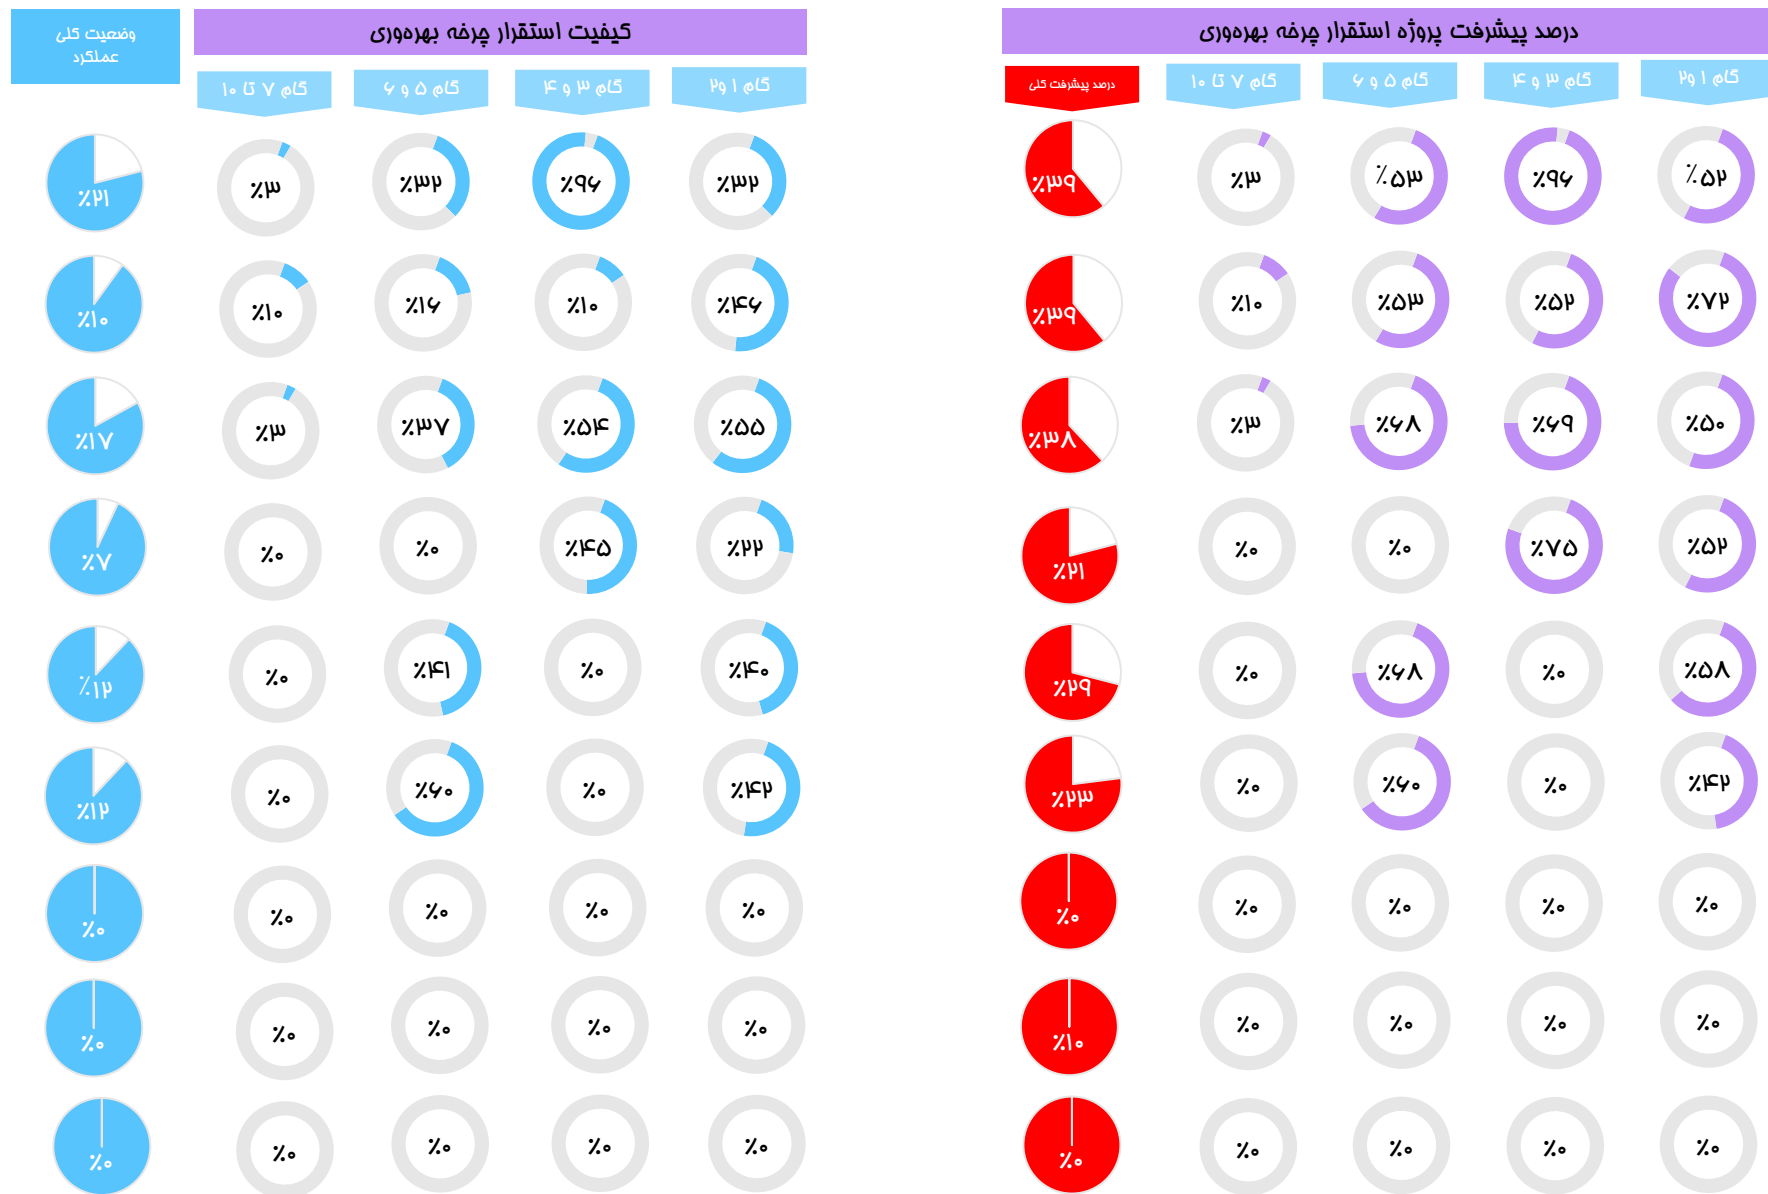 درصد پیشرفت پروژه استقرار چرخه بهره‌وری
کیفیت استقرار چرخه بهره‌وری
وضعیت کلی
عملکرد
گام ۱ و۲
گام ۳ و ۴
گام ۵ و ۶
گام ۷ تا ۱۰
درصد پیشرفت کلی
گام ۱ و۲
گام ۳ و ۴
گام ۵ و ۶
گام ۷ تا ۱۰
٪۵۲ ٪۹۶ ٪۵۳ ٪۳ ٪۳۹ ٪۳۲ ٪۹۶ ٪۳۲ ٪۳ ٪۲۱
٪۷۲ ٪۵۲ ٪۵۳ ٪۱۰ ٪۳۹ ٪۴۶ ٪۱۰ ٪۱۶ ٪۱۰ ٪۱۰
٪۵۰ ٪۶۹ ٪۶۸ ٪۳ ٪۳۸ ٪۵۵ ٪۵۴ ٪۳۷ ٪۳ ٪۱۷
٪۵۲ ٪۷۵ ٪۰ ٪۰ ٪۲۱ ٪۲۲ ٪۴۵ ٪۰ ٪۰ ٪۷
٪۵۸ ٪۰ ٪۶۸ ٪۰ ٪۲۹ ٪۴۰ ٪۰ ٪۴۱ ٪۰ ٪۱۲
٪۴۲ ٪۰ ٪۶۰ ٪۰ ٪۲۳ ٪۴۲ ٪۰ ٪۶۰ ٪۰ ٪۱۲
٪۰ ٪۰ ٪۰ ٪۰ ٪۰ ٪۰ ٪۰ ٪۰ ٪۰ ٪۰
٪۰ ٪۰ ٪۰ ٪۰ ٪۱۰ ٪۰ ٪۰ ٪۰ ٪۰ ٪۰
٪۰ ٪۰ ٪۰ ٪۰ ٪۰ ٪۰ ٪۰ ٪۰ ٪۰ ٪۰